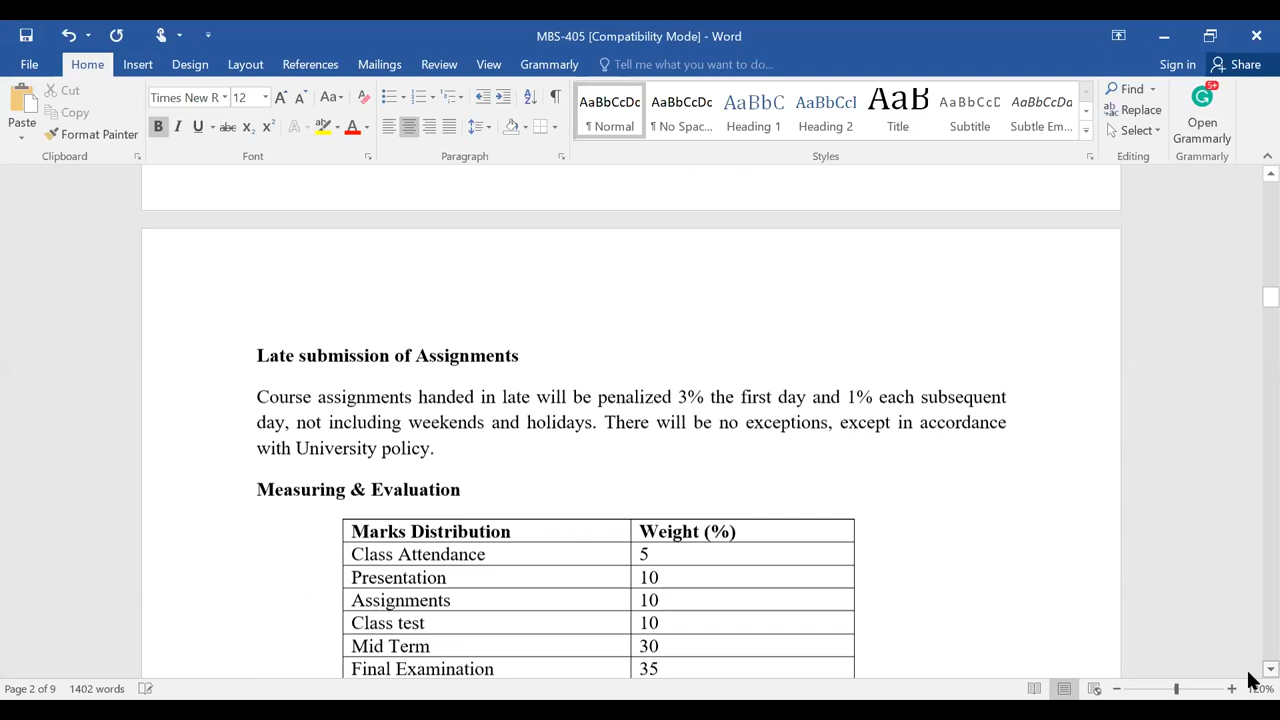 MBS-405 [Compatibility Mode] - Word
File Home Insert Design Layout References Mailings Review View Grammarly Tell me what you want to do... Sign in Share
Cut
Copy
Format Painter
Paste
Clipboard
Times New R 12
Aa A
B I U abc X₂ X² A A
Font
Paragraph
AaBbCcDc AaBbCcDc AaBbC AaBbCcI AaB AaBbCcD AaBbCcDa
¶ Normal ¶ No Spac... Heading 1 Heading 2 Title Subtitle Subtle Em...
Styles
Find
Replace
Select
Editing
5+
Open
Grammarly
Grammarly
Late submission of Assignments
Course assignments handed in late will be penalized 3% the first day and 1% each subsequent
day, not including weekends and holidays. There will be no exceptions, except in accordance
with University policy.
Measuring & Evaluation
Marks Distribution Weight (%)
Class Attendance 5
Presentation 10
Assignments 10
Class test 10
Mid Term 30
Final Examination 35
Page 2 of 9 1402 words